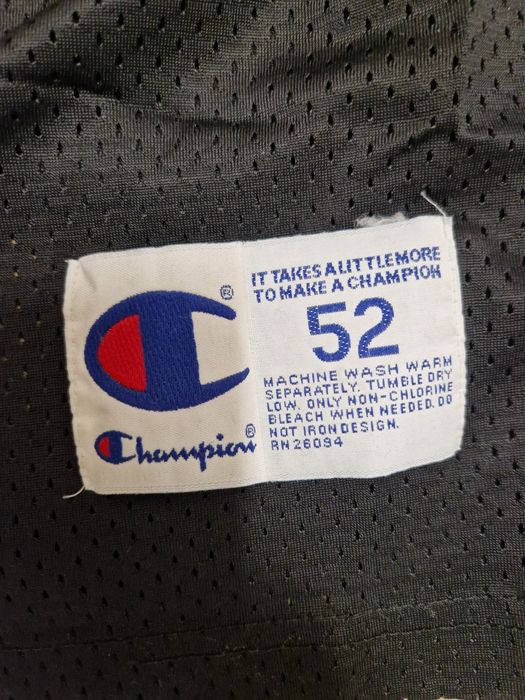 IT TAKES A LITTLE MORE
TO MAKE A CHAMPION
®
52
MACHINE WASH WARM
SEPARATELY. TUMBLE DRY
LOW. ONLY NON-CHLORINE
BLEACH WHEN NEEDED. DO
NOT IRON DESIGN.
RN 26094
Champion®